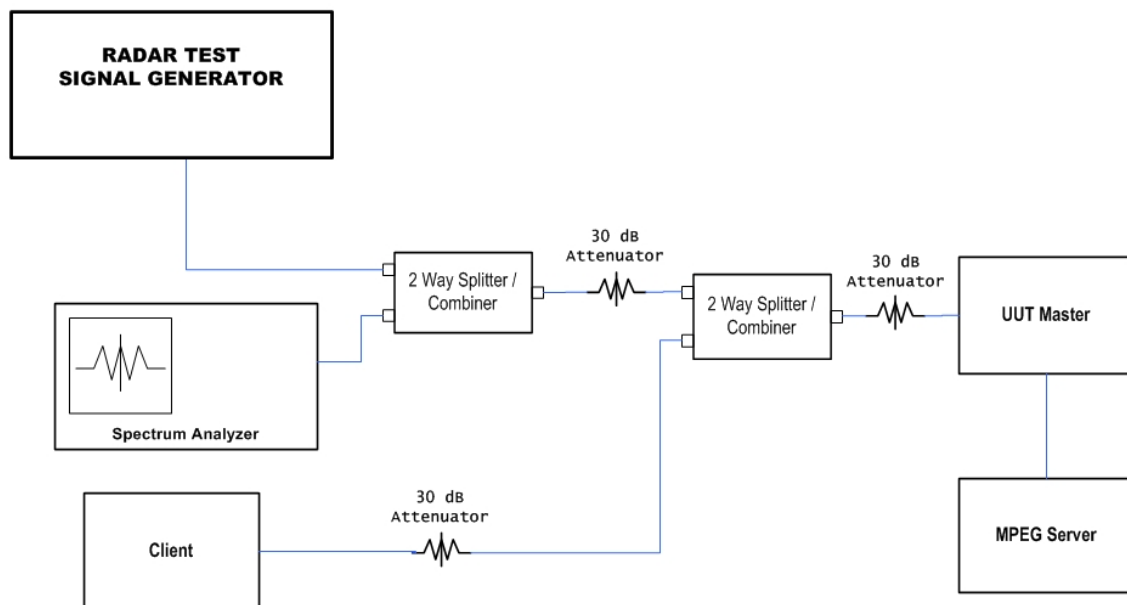 RADAR TEST
SIGNAL GENERATOR
2 Way Splitter /
Combiner
30 dB
Attenuator
2 Way Splitter /
Combiner
30 dB
Attenuator
UUT Master
Spectrum Analyzer
Client
30 dB
Attenuator
MPEG Server